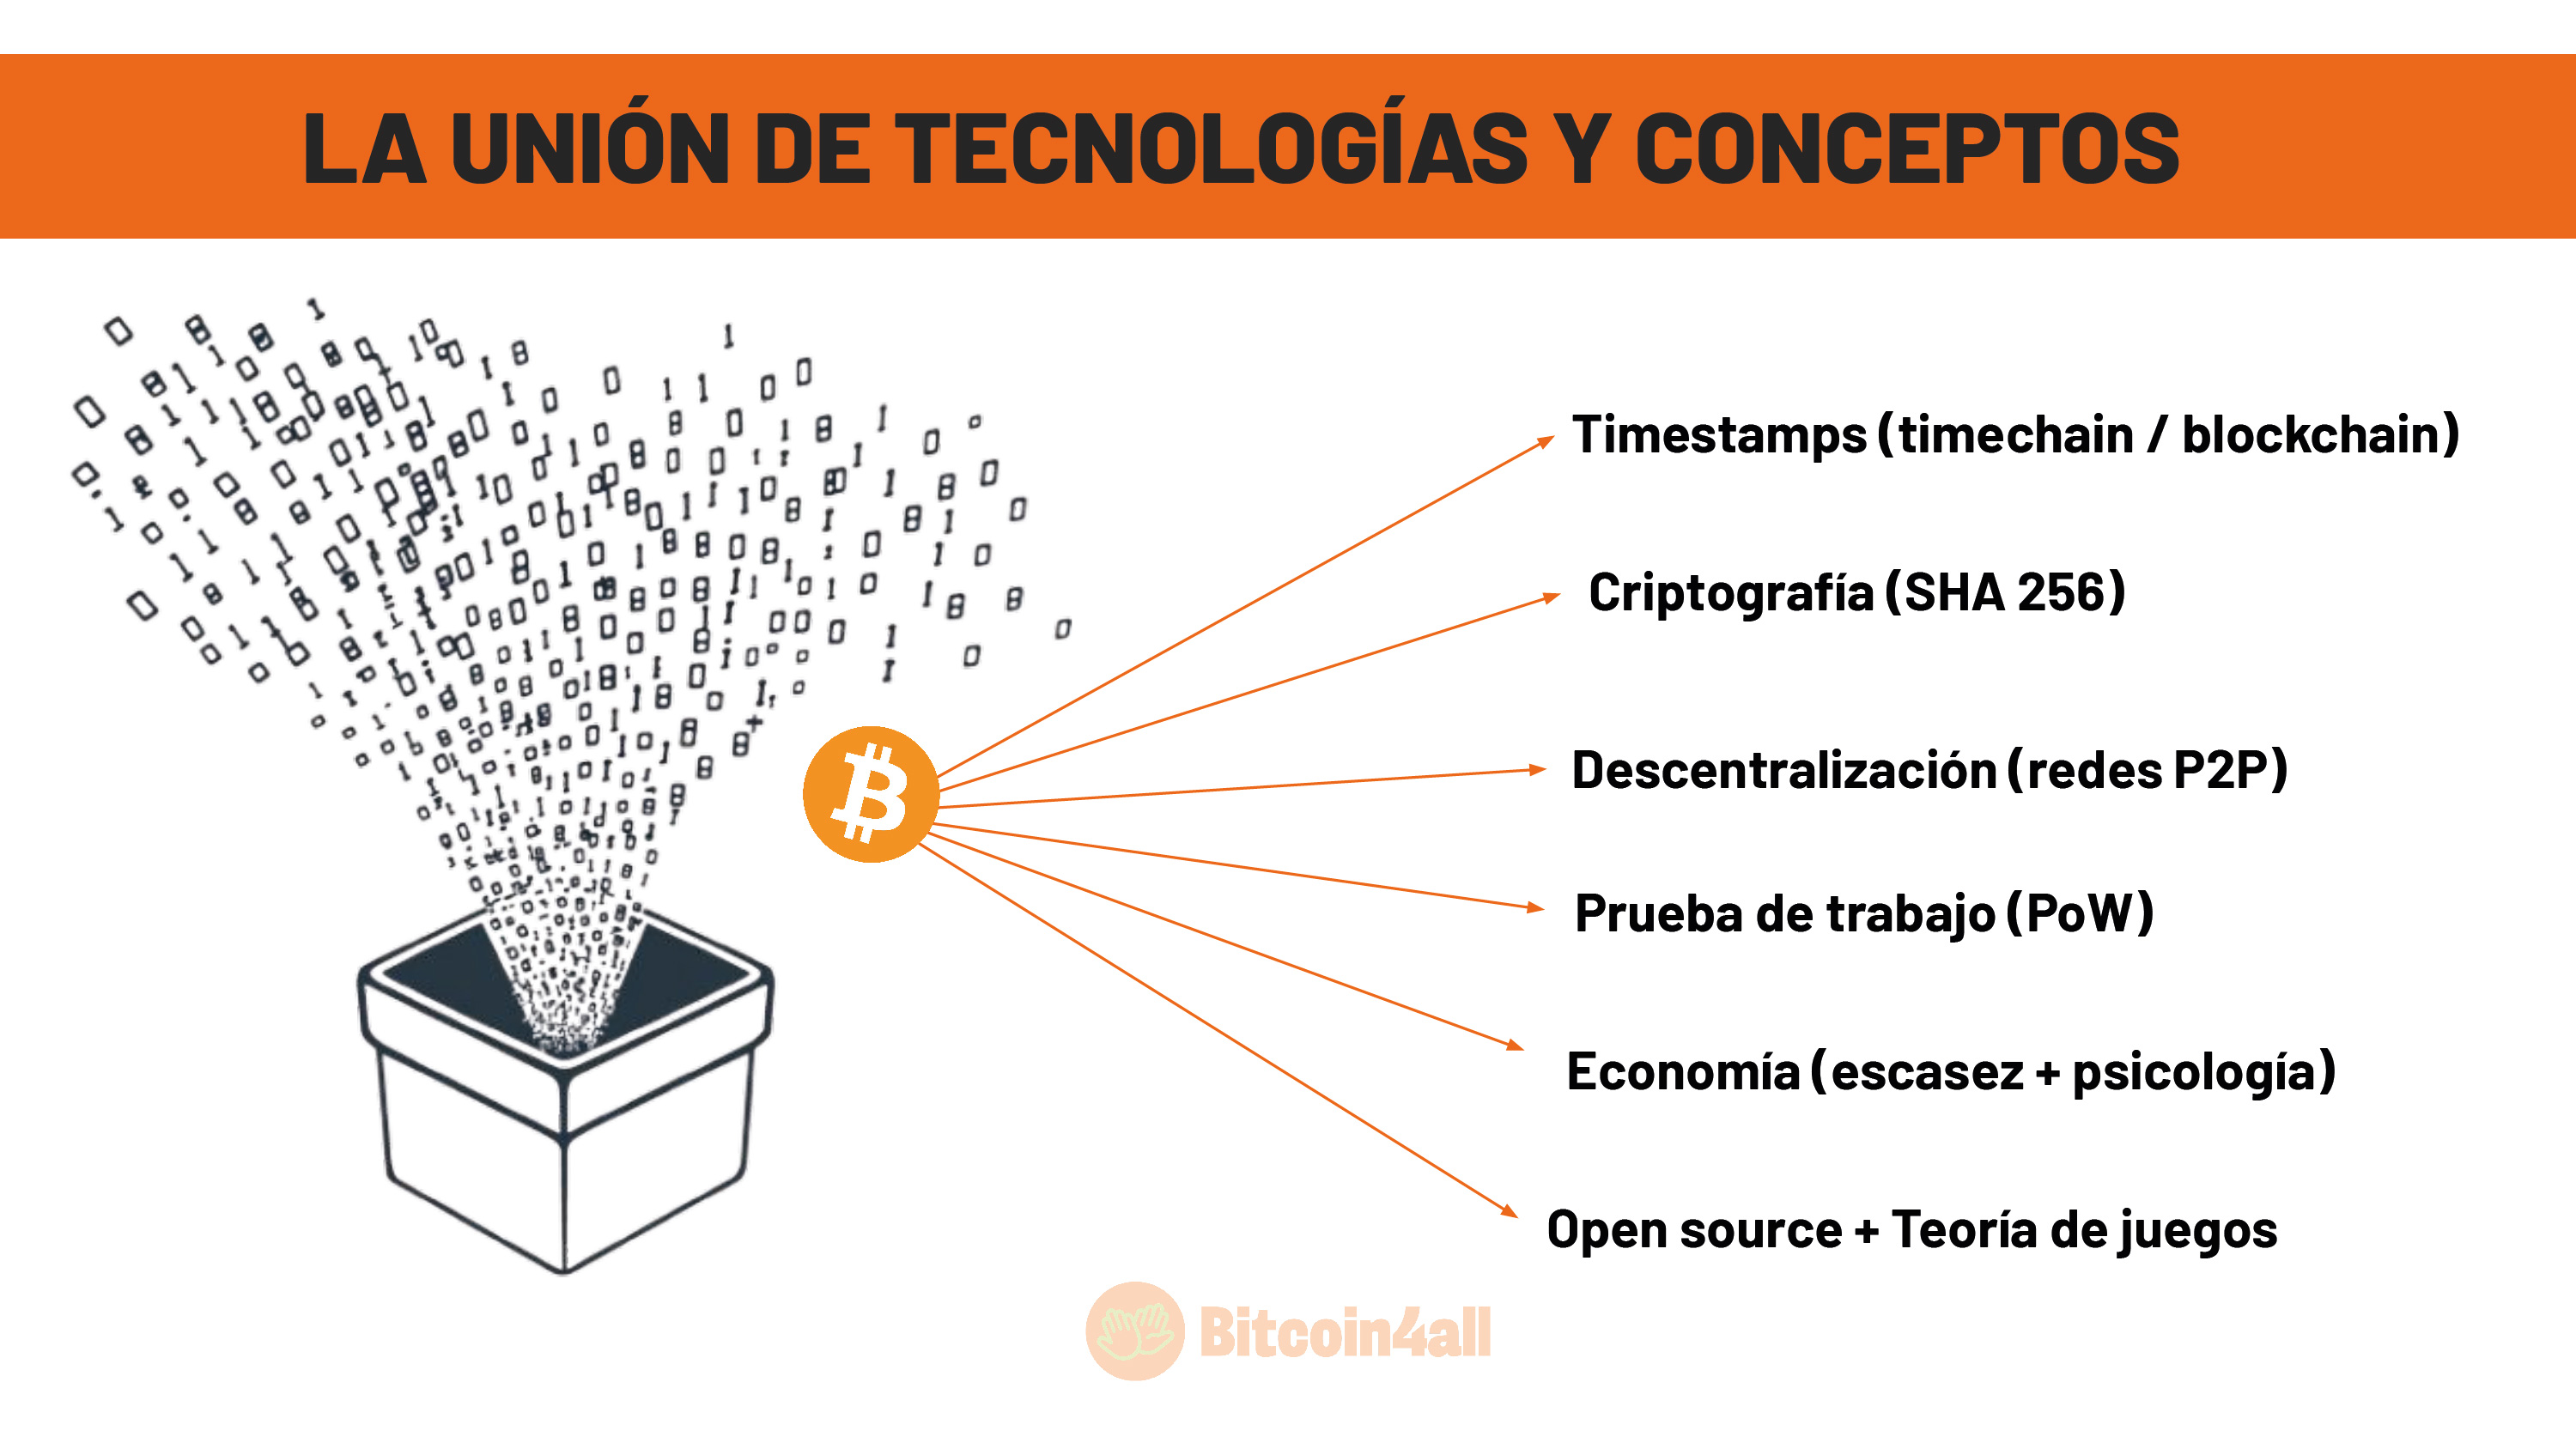 LA UNIÓN DE TECNOLOGÍAS Y CONCEPTOS
Timestamps (timechain / blockchain)
Criptografía (SHA 256)
Descentralización (redes P2P)
Prueba de trabajo (PoW)
Economía (escasez + psicología)
Open source + Teoría de juegos
Bitcoin4all